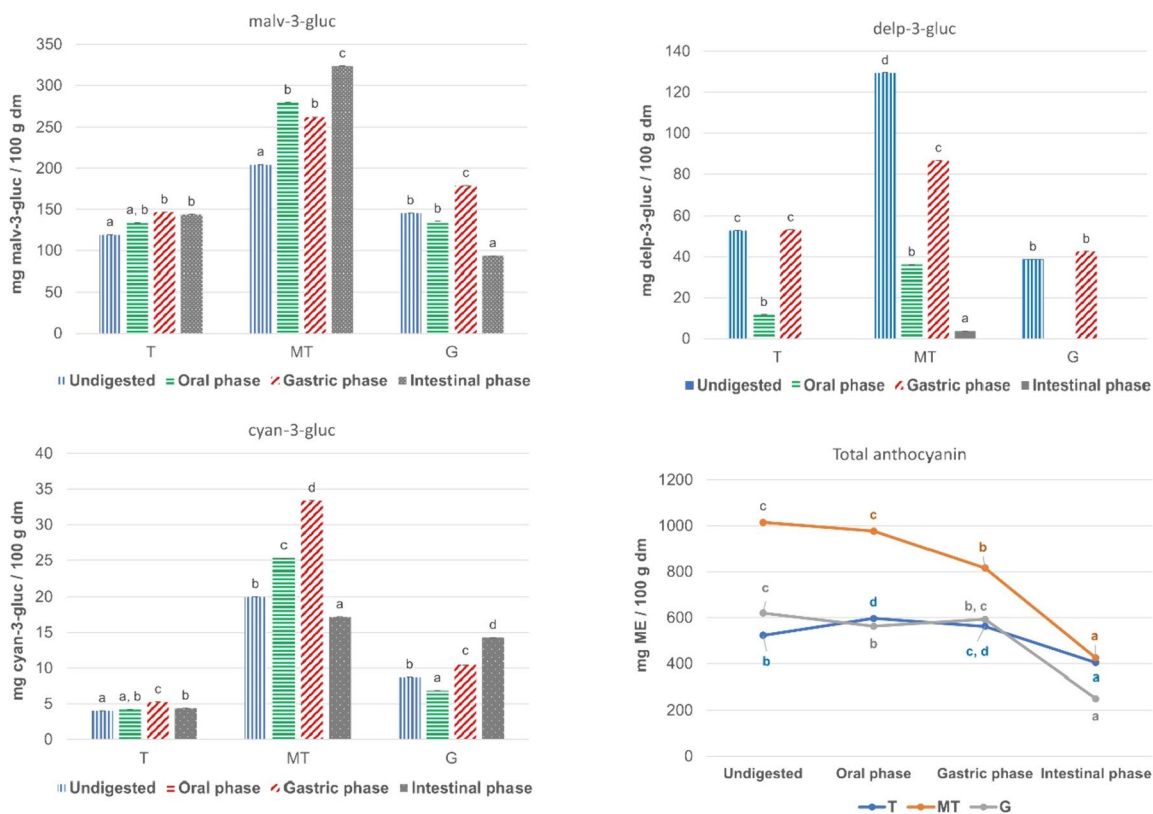 malv-3-gluc
mg malv-3-gluc / 100 g dm
350
300
250
200
150
100
50
0
a
a, b
b
b
a
b
b
c
b
b
c
a
T
MT
G
Undigested Oral phase Gastric phase Intestinal phase
delp-3-gluc
mg delp-3-gluc / 100 g dm
140
120
100
80
60
40
20
0
c
b
c
d
b
c
a
b
b
T
MT
G
Undigested Oral phase Gastric phase Intestinal phase
cyan-3-gluc
mg cyan-3-gluc / 100 g dm
40
35
30
25
20
15
10
5
0
a
a, b
c
b
b
c
d
a
b
a
c
d
T
MT
G
Undigested Oral phase Gastric phase Intestinal phase
Total anthocyanin
mg ME / 100 g dm
1200
1000
800
600
400
200
0
c
c
b
a
c
d
b, c
b
b
c, d
a
a
Undigested
Oral phase
Gastric phase
Intestinal phase
T MT G